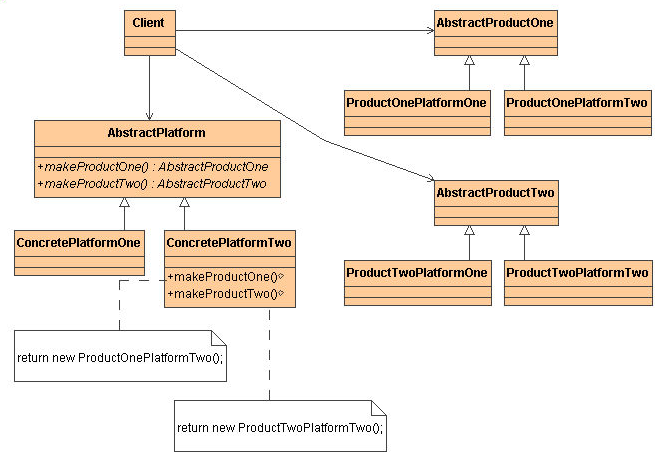 Client
AbstractProductOne
ProductOnePlatformOne
ProductOnePlatformTwo
AbstractPlatform
+makeProductOne() : AbstractProductOne
+makeProductTwo() : AbstractProductTwo
AbstractProductTwo
ConcretePlatformOne
ConcretePlatformTwo
+makeProductOne()
+makeProductTwo()
ProductTwoPlatformOne
ProductTwoPlatformTwo
return new ProductOnePlatformTwo();
return new ProductTwoPlatformTwo();